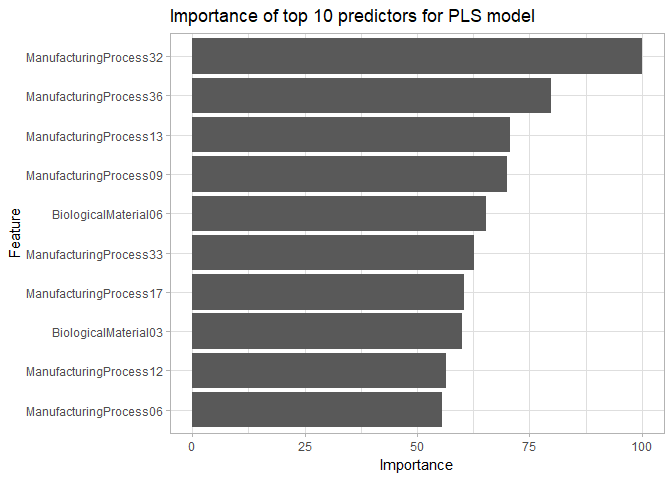 Importance of top 10 predictors for PLS model
ManufacturingProcess32
ManufacturingProcess36
ManufacturingProcess13
ManufacturingProcess09
BiologicalMaterial06
ManufacturingProcess33
ManufacturingProcess17
BiologicalMaterial03
ManufacturingProcess12
ManufacturingProcess06
Feature
0 25 50 75 100
Importance